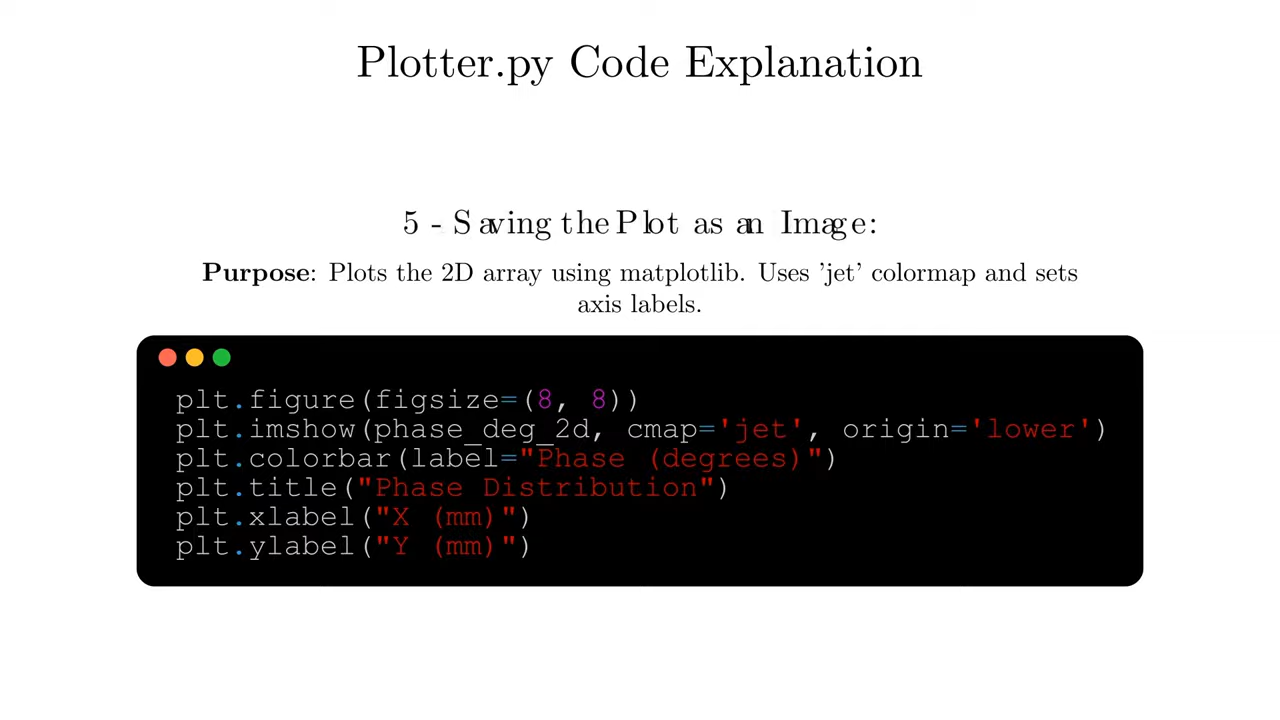 Plotter.py Code Explanation
5 - Saving the Plot as an Image:
Purpose: Plots the 2D array using matplotlib. Uses ’jet’ colormap and sets
axis labels.
plt.figure(figsize=(8, 8))
plt.imshow(phase_deg_2d, cmap='jet', origin='lower')
plt.colorbar(label="Phase (degrees)")
plt.title("Phase Distribution")
plt.xlabel("X (mm)")
plt.ylabel("Y (mm)")